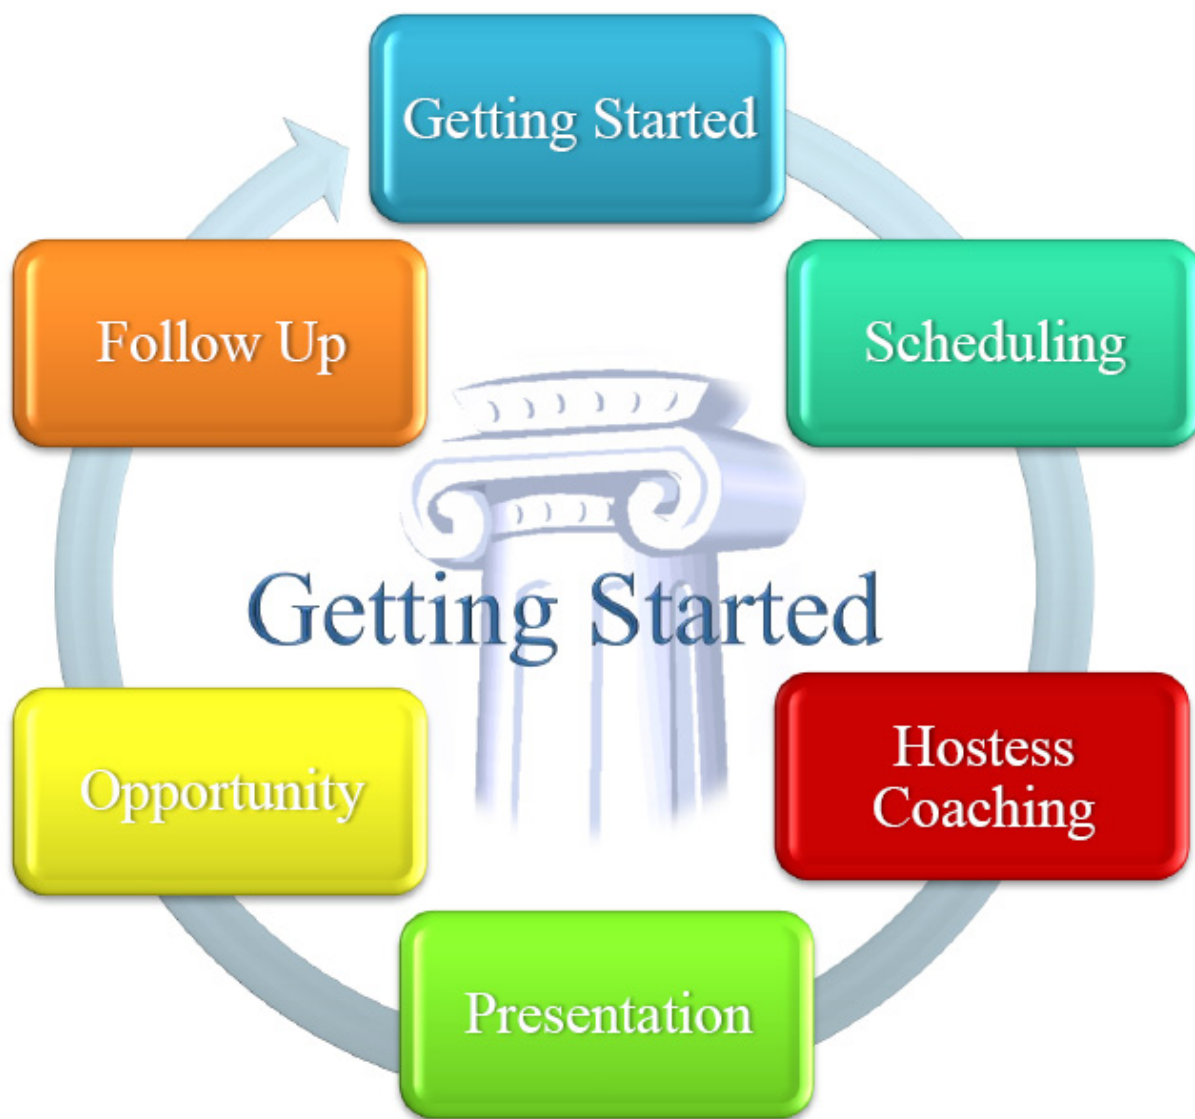 Getting Started
Scheduling
Hostess
Coaching
Presentation
Opportunity
Follow Up
Getting Started